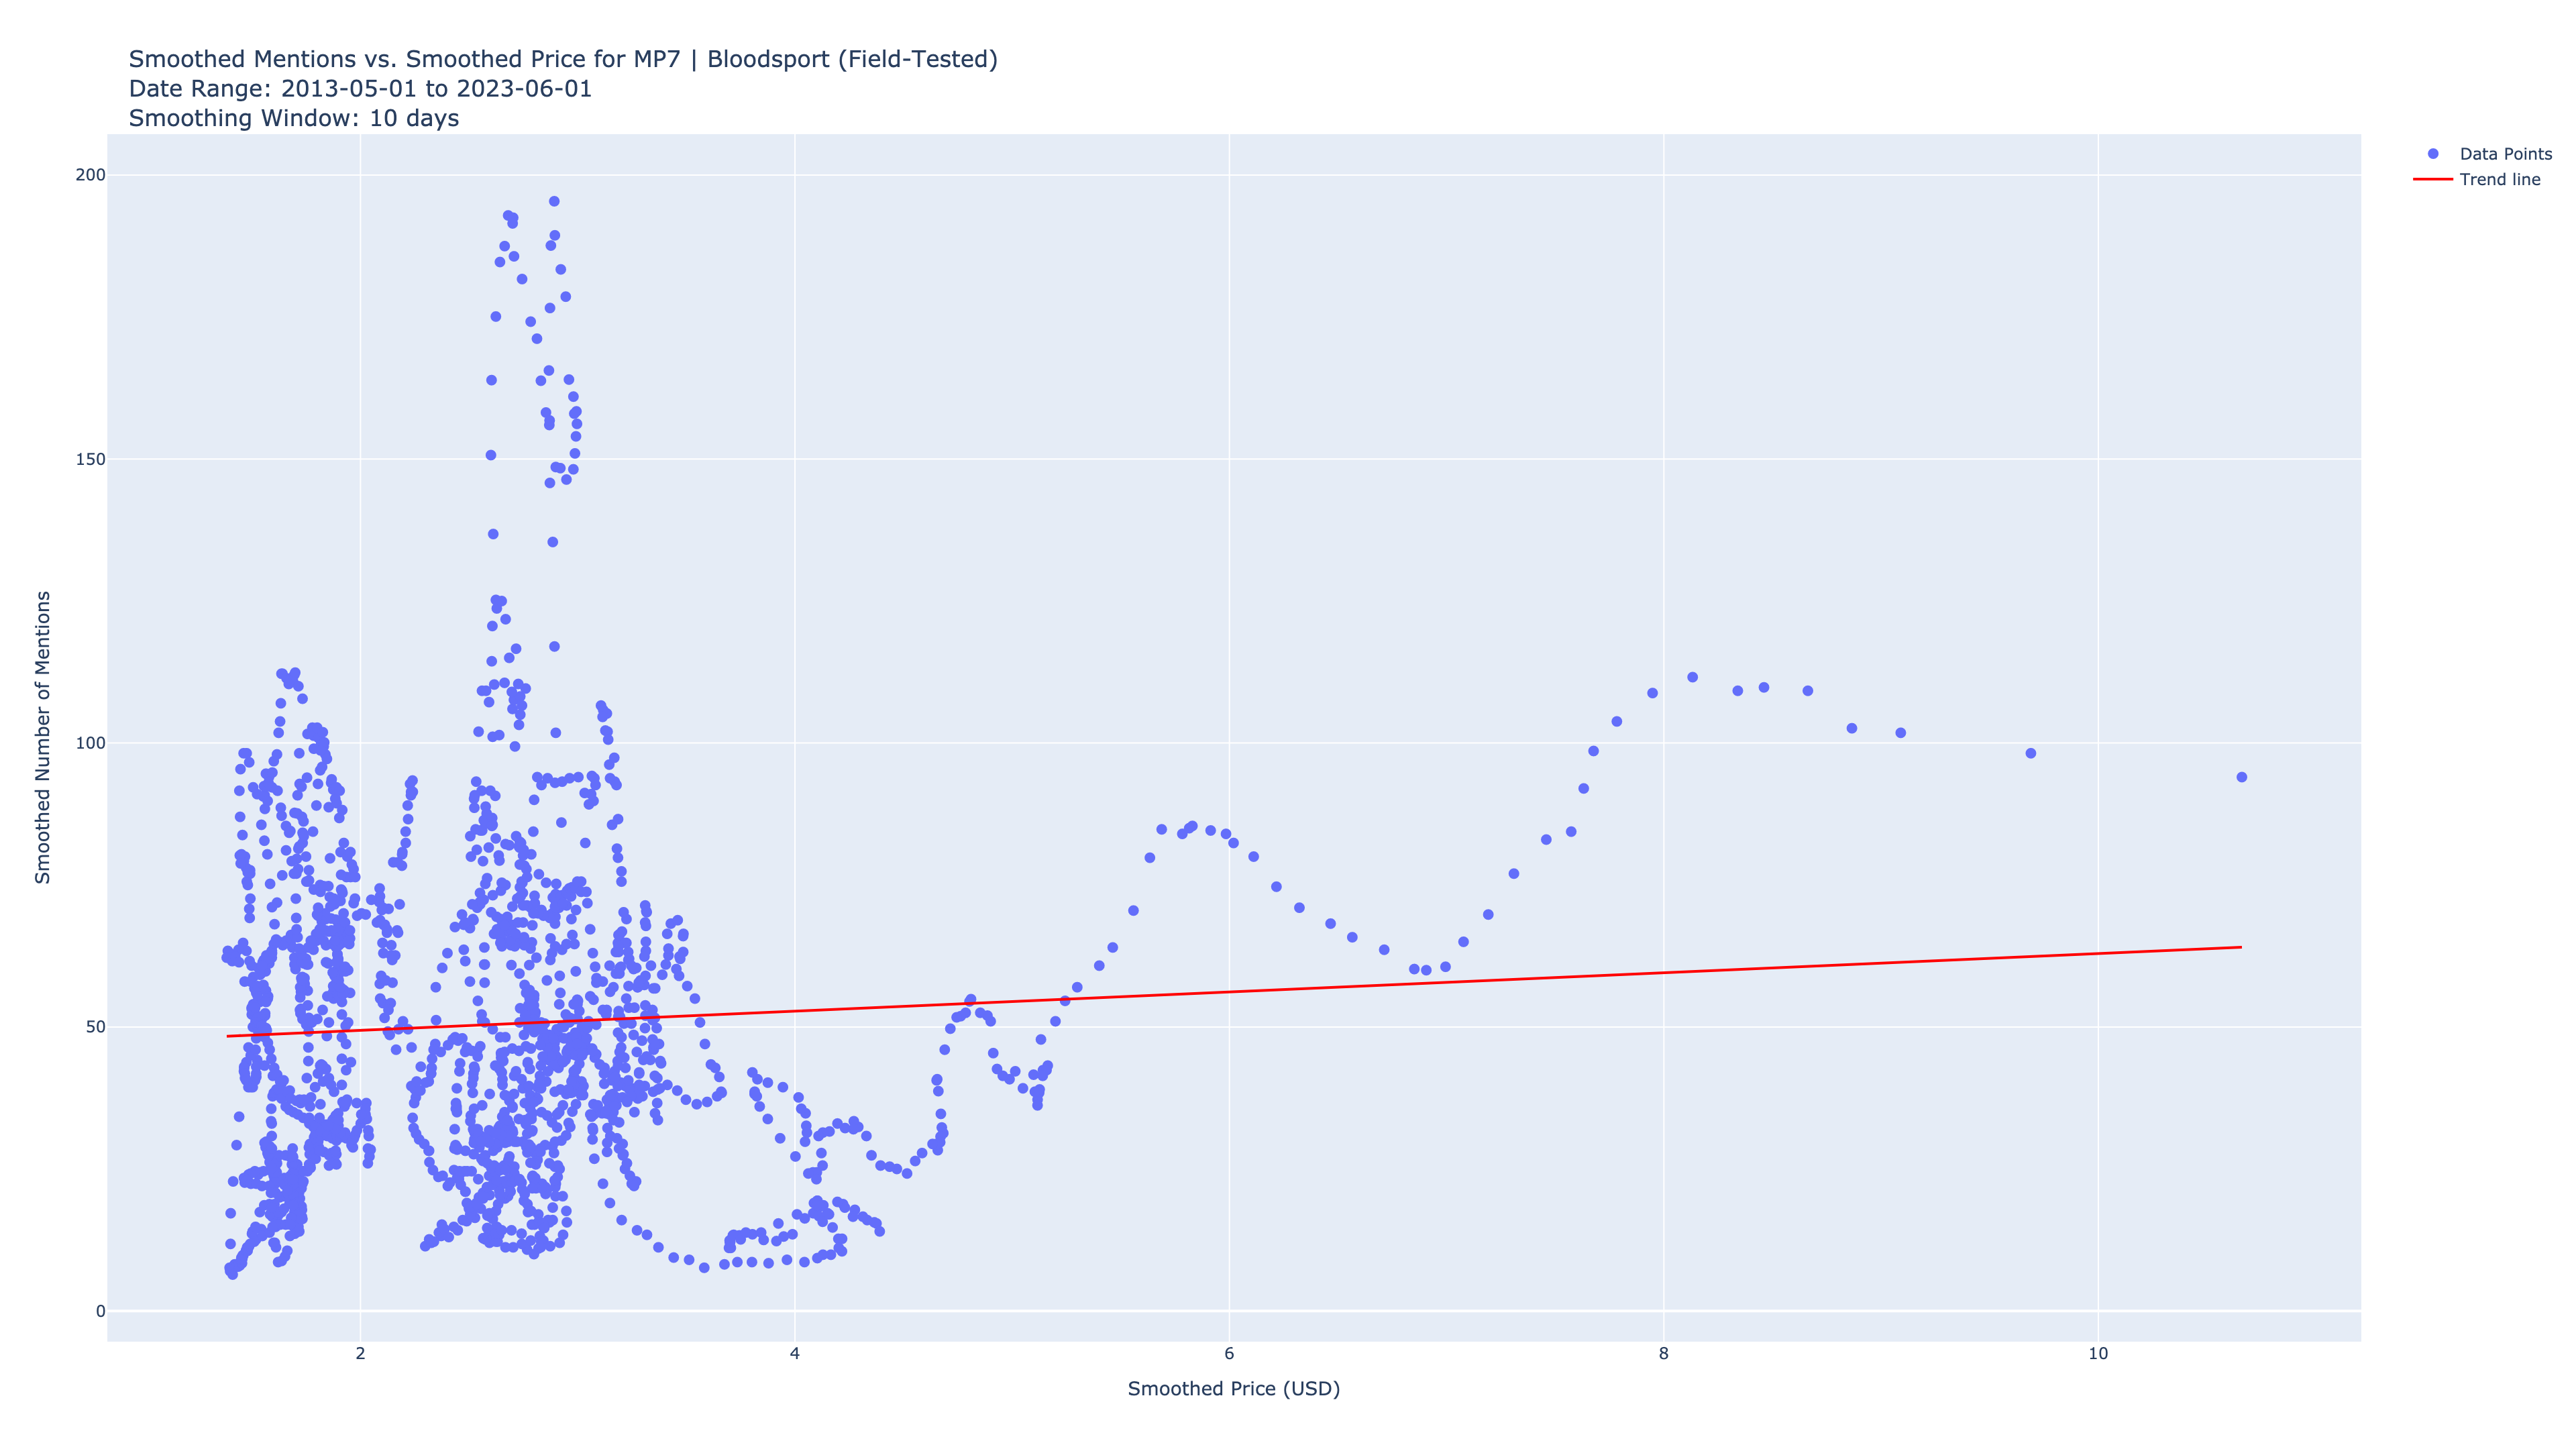 Smoothed Mentions vs. Smoothed Price for MP7 | Bloodsport (Field-Tested)
Date Range: 2013-05-01 to 2023-06-01
Smoothing Window: 10 days
Data Points
Trend line
200
150
100
50
0
Smoothed Number of Mentions
2
4
6
8
10
Smoothed Price (USD)